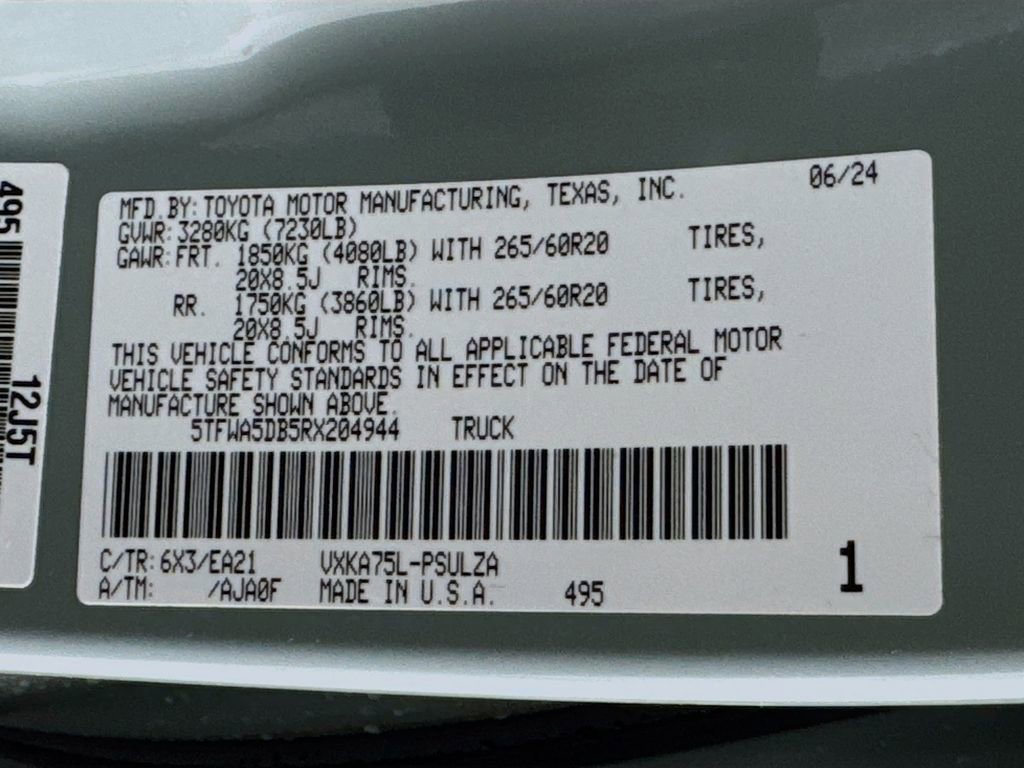 MFD.BY:TOYOTA MOTOR MANUFACTURING, TEXAS, INC. 06/24
GVWR:3280KG (7230LB)
GAWR:FRT. 1850KG (4080LB) WITH 265/60R20 TIRES,
20X8.5J RIMS.
RR. 1750KG (3860LB) WITH 265/60R20 TIRES,
20X8.5J RIMS.
THIS VEHICLE CONFORMS TO ALL APPLICABLE FEDERAL MOTOR
VEHICLE SAFETY STANDARDS IN EFFECT ON THE DATE OF
MANUFACTURE SHOWN ABOVE.
5TFWA5DB5RX204944 TRUCK
C/TR:6X3/EA21 VXKA75L-PSULZA
A/TM: /AJA0F MADE IN U.S.A. 495
1
495
12J5T